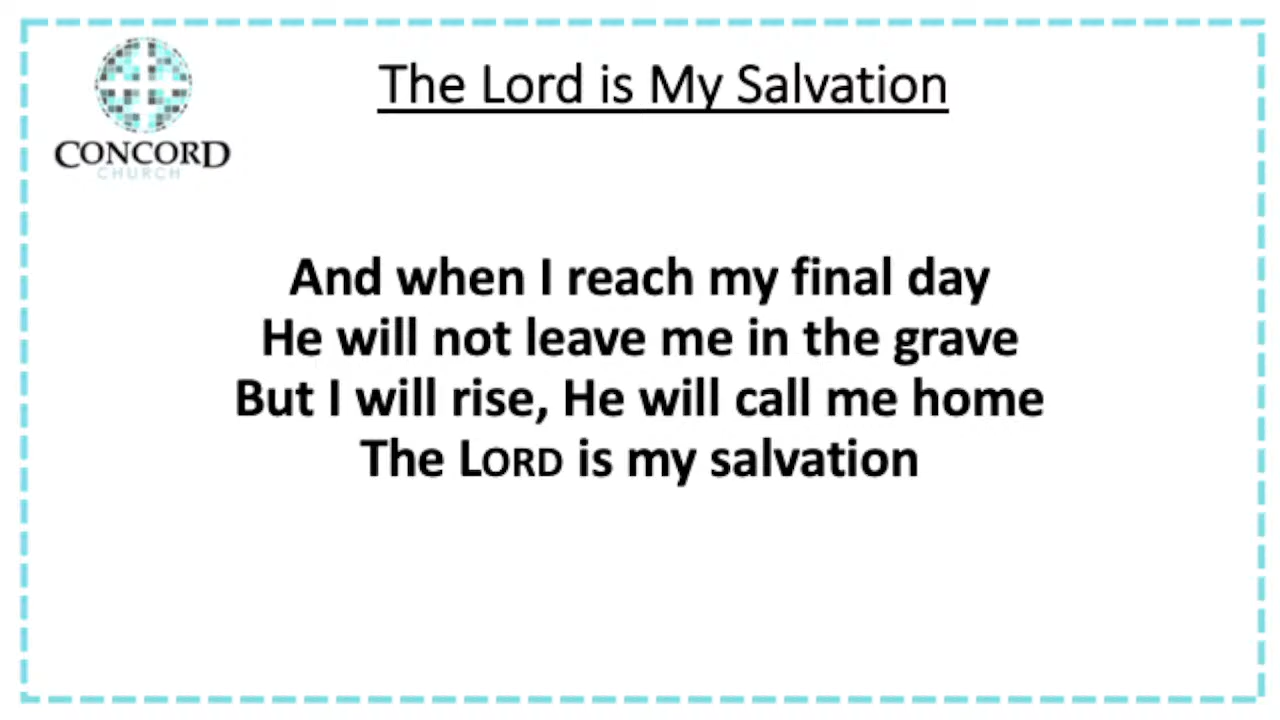 The Lord is My Salvation
CONCORD
CHURCH
And when I reach my final day
He will not leave me in the grave
But I will rise, He will call me home
The LORD is my salvation